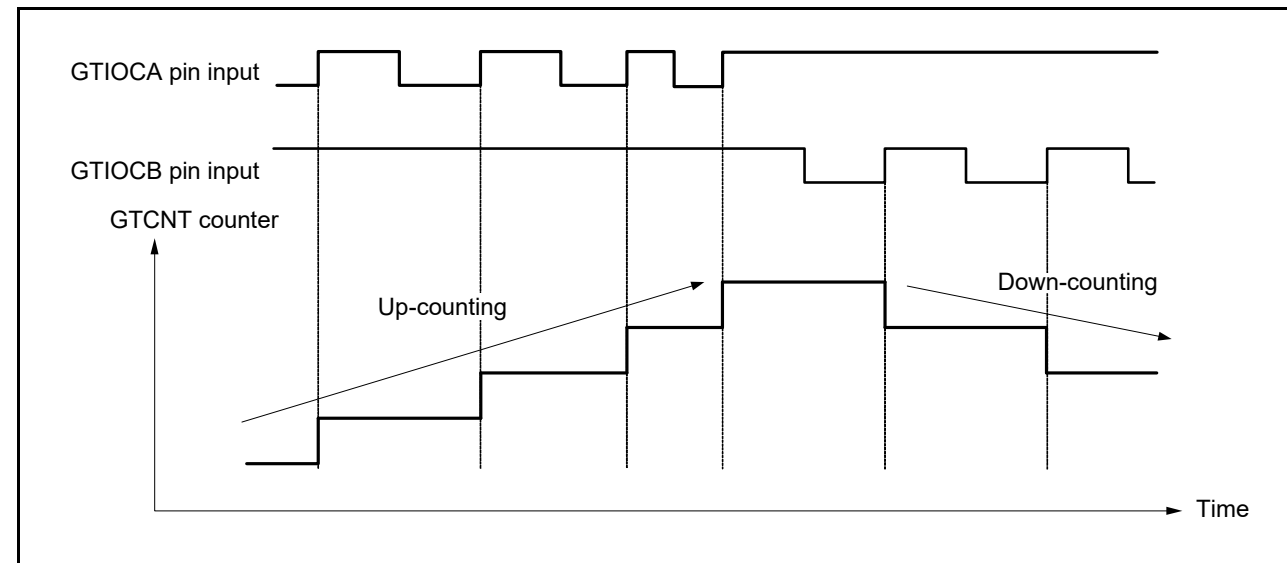 GTIOCA pin input
GTIOCB pin input
GTCNT counter
Up-counting
Down-counting
Time